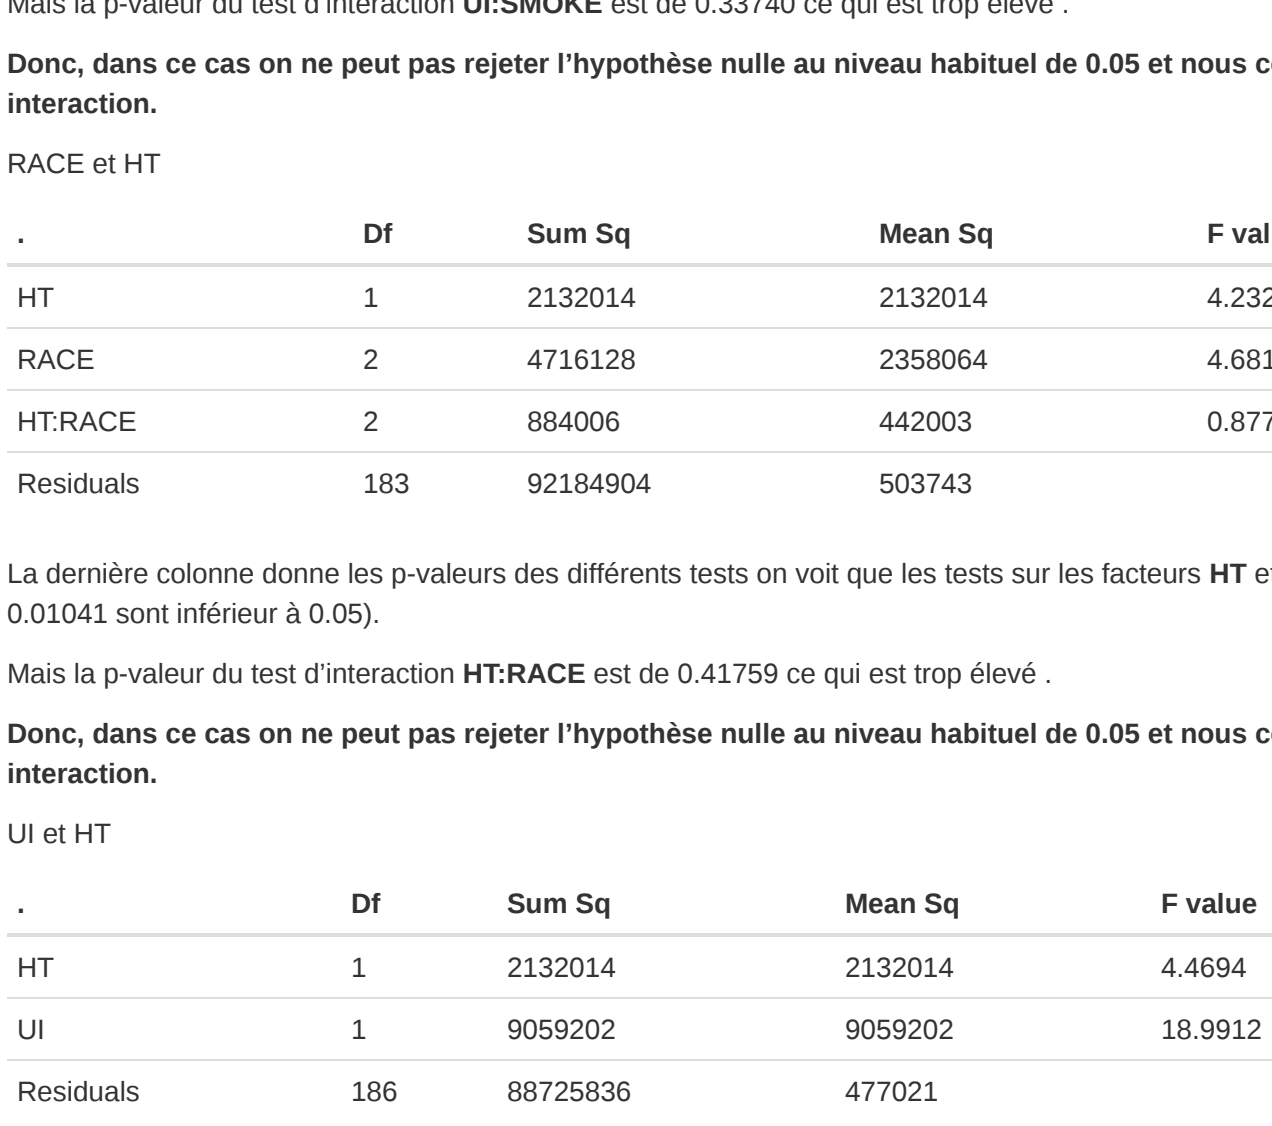 Mais la p-valeur du test d’interaction UI:SMOKE est de 0.33740 ce qui est trop élevé .
Donc, dans ce cas on ne peut pas rejeter l’hypothèse nulle au niveau habituel de 0.05 et nous
interaction.
RACE et HT
. Df Sum Sq Mean Sq F val
HT 1 2132014 2132014 4.232
RACE 2 4716128 2358064 4.681
HT:RACE 2 884006 442003 0.877
Residuals 183 92184904 503743
La dernière colonne donne les p-valeurs des différents tests on voit que les tests sur les facteurs HT et
0.01041 sont inférieur à 0.05).
Mais la p-valeur du test d’interaction HT:RACE est de 0.41759 ce qui est trop élevé .
Donc, dans ce cas on ne peut pas rejeter l’hypothèse nulle au niveau habituel de 0.05 et nous
interaction.
UI et HT
. Df Sum Sq Mean Sq F value
HT 1 2132014 2132014 4.4694
UI 1 9059202 9059202 18.9912
Residuals 186 88725836 477021